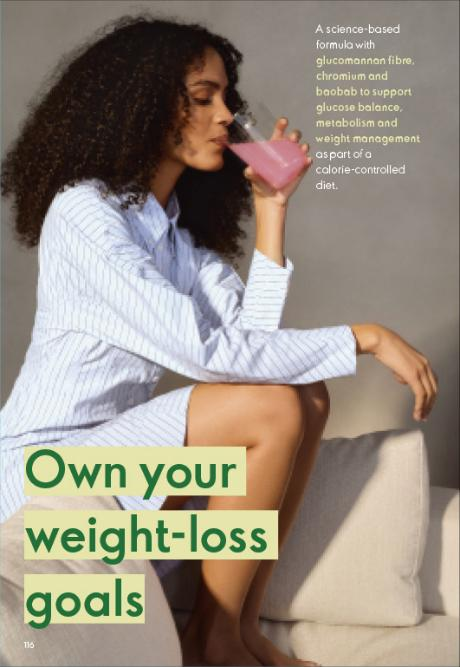 A science-based
formula with
glucomannan fibre,
chromium and
baobab to support
glucose balance,
metabolism and
weight management
as part of a
calorie-controlled
diet.
Own your
weight-loss
goals
116